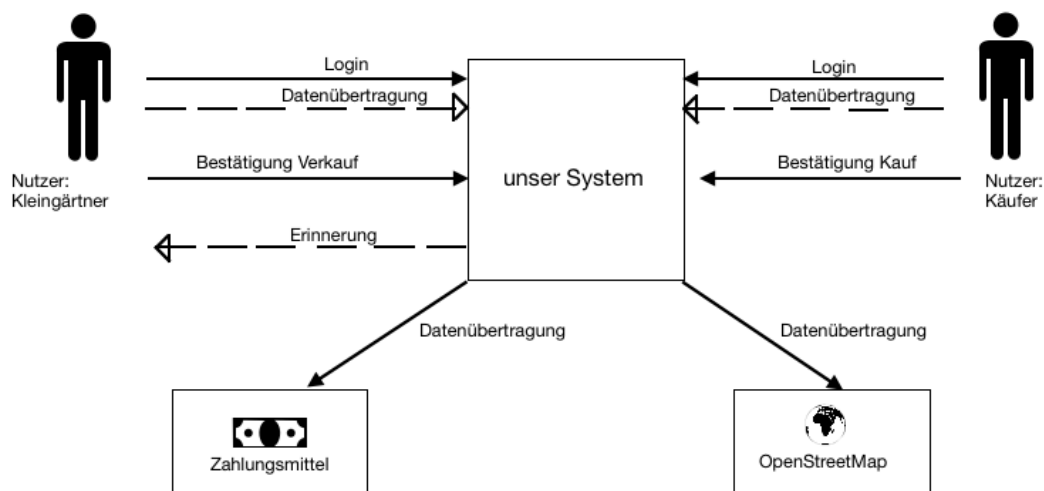 Login
Login
Datenübertragung
Datenübertragung
Bestätigung Verkauf
unser System
Bestätigung Kauf
Nutzer:
Kleingärtner
Nutzer:
Käufer
Erinnerung
Datenübertragung
Datenübertragung
Zahlungsmittel
OpenStreetMap